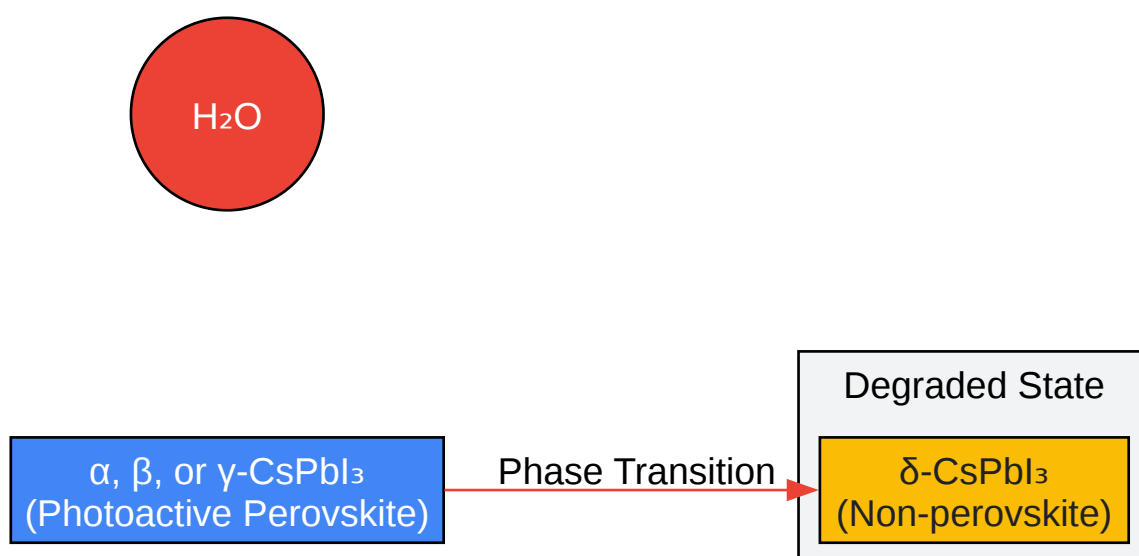 H₂O
Degraded State
α, β, or γ-CsPbI₃
(Photoactive Perovskite)
Phase Transition
δ-CsPbI₃
(Non-perovskite)